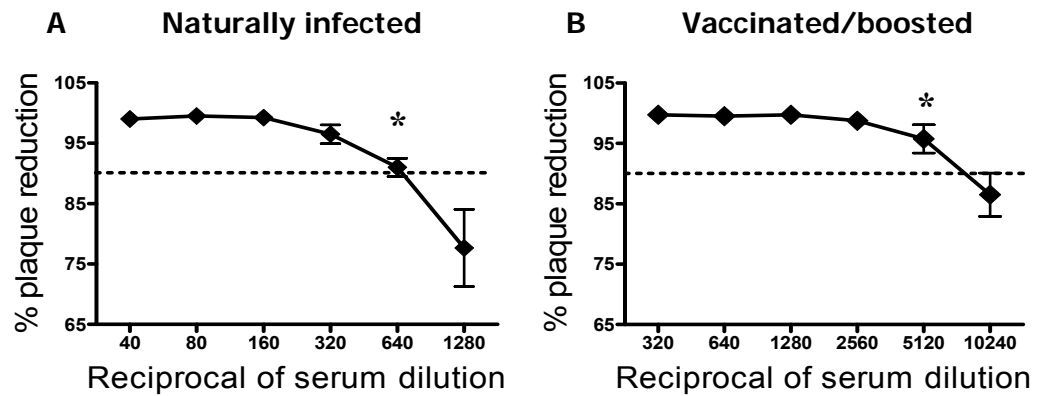 A
Naturally infected
% plaque reduction
105
95
85
75
65
*
40 80 160 320 640 1280
Reciprocal of serum dilution
B
Vaccinated/boosted
% plaque reduction
105
95
85
75
65
*
320 640 1280 2560 5120 10240
Reciprocal of serum dilution